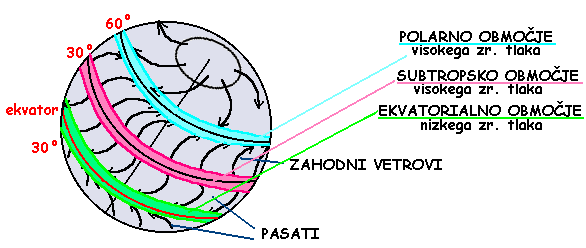 60°
30°
ekvator
30°
POLARNO OBMOČJE
visokega zr. tlaka
SUBTROPSKO OBMOČJE
visokega zr. tlaka
EKVATORIALNO OBMOČJE
nizkega zr. tlaka
ZAHODNI VETROVI
PASATI